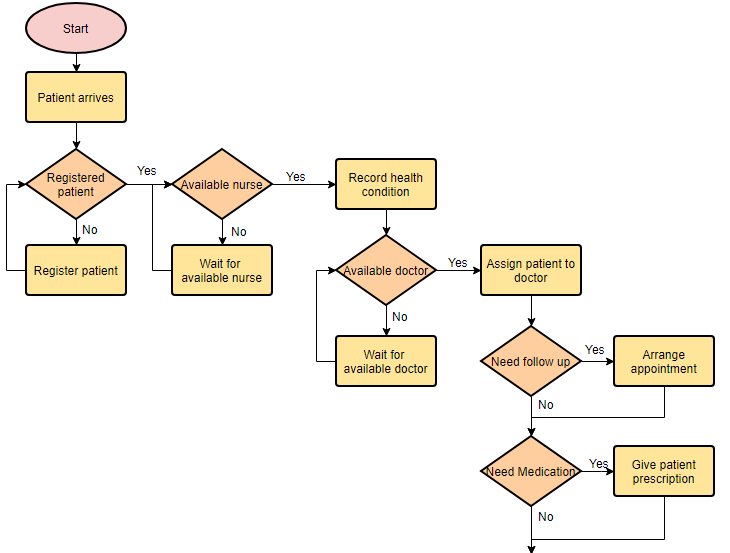 Start
Patient arrives
Registered
patient
Yes
Available nurse
Yes
Record health
condition
No
Register patient
No
Wait for
available nurse
Available doctor
Yes
Assign patient to
doctor
No
Wait for
available doctor
Need follow up
Yes
Arrange
appointment
No
Need Medication
Yes
Give patient
prescription
No